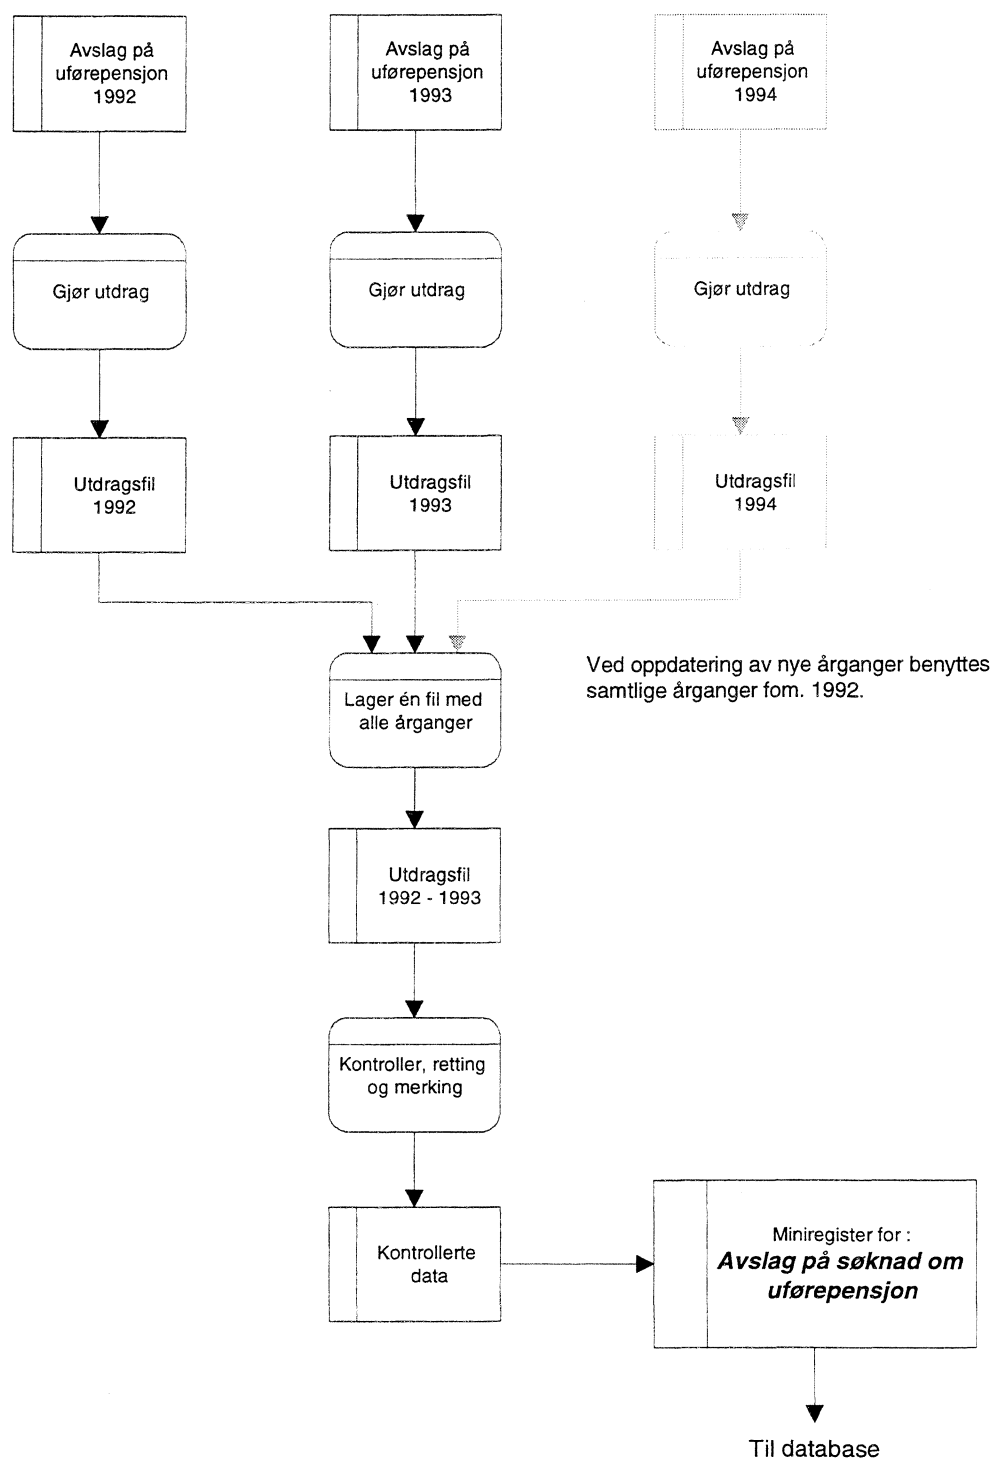 Avslag på
uførepensjon
1992
Avslag på
uførepensjon
1993
Avslag på
uførepensjon
1994
Gjør utdrag
Gjør utdrag
Gjør utdrag
Utdragsfil
1992
Utdragsfil
1993
Utdragsfil
1994
Lager én fil med
alle årganger
Ved oppdatering av nye årganger benyttes
samtlige årganger fom. 1992.
Utdragsfil
1992 - 1993
Kontroller, retting
og merking
Kontrollerte
data
Miniregister for :
Avslag på søknad om
uførepensjon
Til database